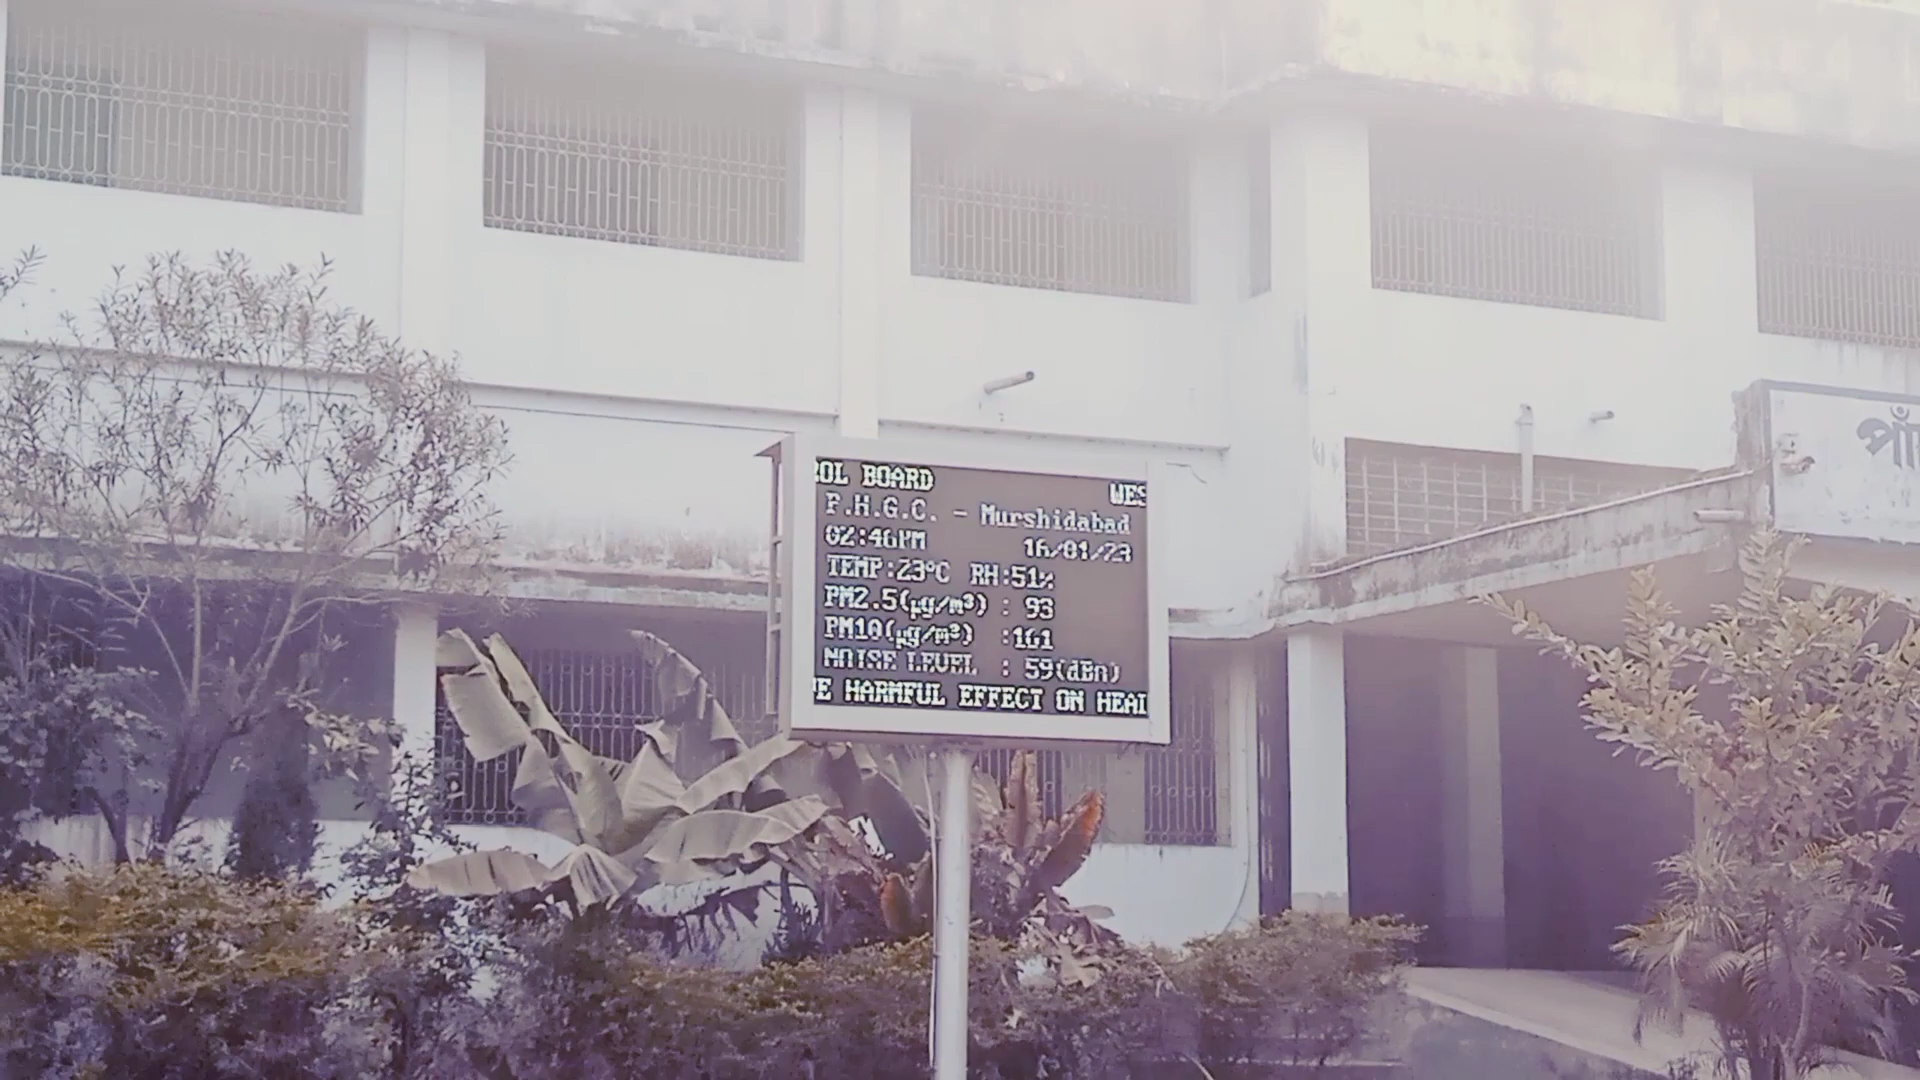 ROL BOARD WES
P.H.G.C. - Murshidabad
02:46PM 16/01/23
TEMP:23°C RH:51%
PM2.5(µg/m³) : 93
PM10(µg/m³) :161
NOISE LEVEL : 59(dBA)
E HARMFUL EFFECT ON HEAL